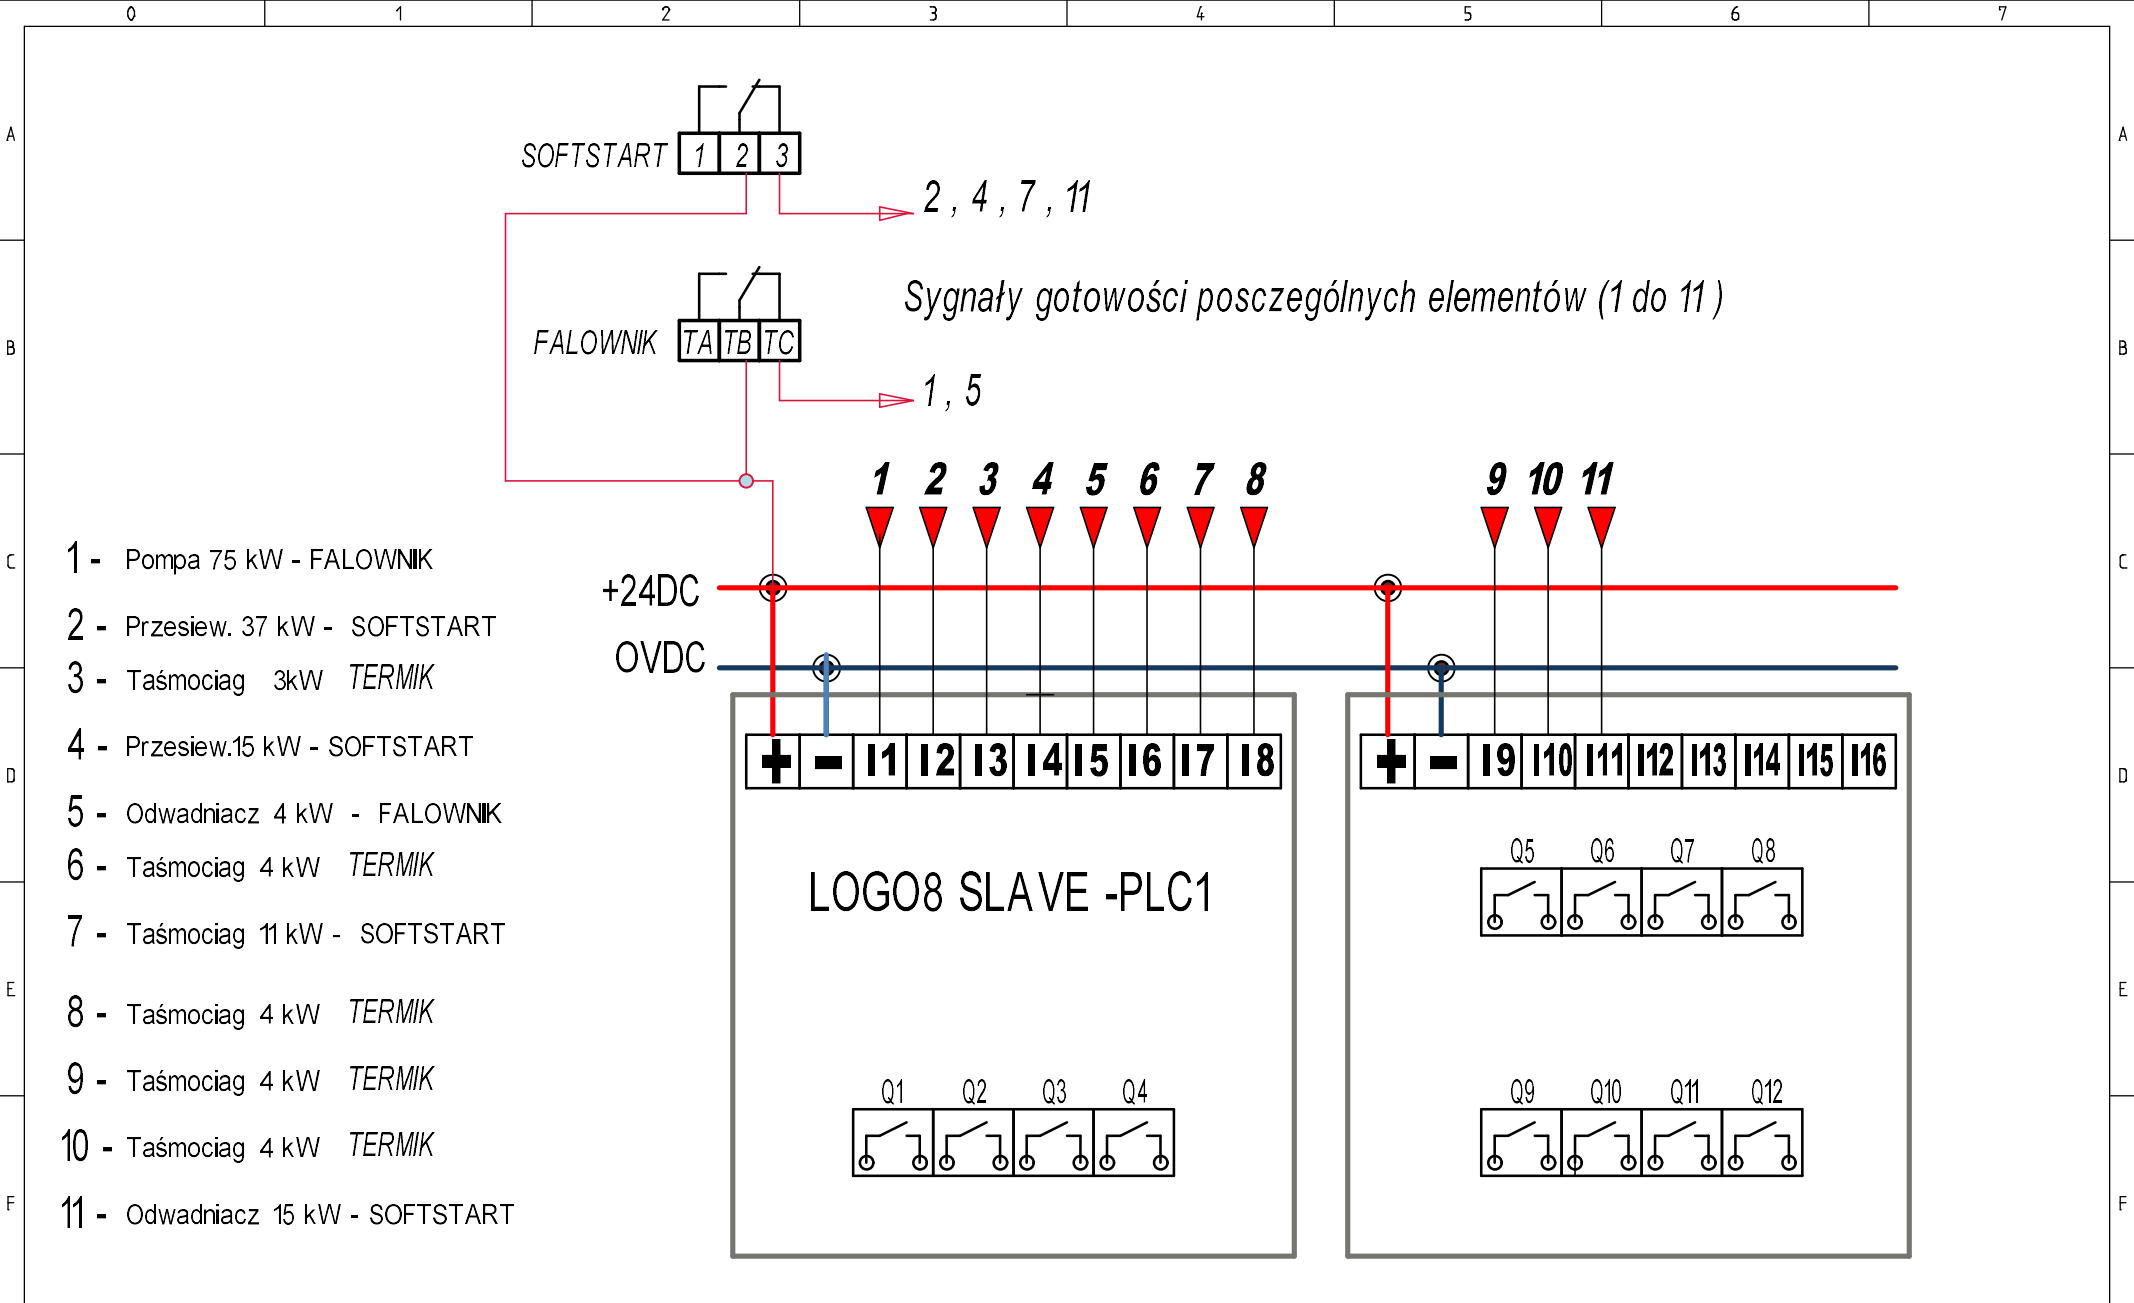 0 1 2 3 4 5 6 7
A A
SOFTSTART 1 2 3
2 , 4 , 7 , 11
Sygnały gotowości posczególnych elementów (1 do 11 )
B FALOWNIK TA TB TC B
1 , 5
1 2 3 4 5 6 7 8 9 10 11
C 1 - Pompa 75 kW - FALOWNIK C
+24DC
2 - Przesiew. 37 kW - SOFTSTART
OVDC
3 - Taśmociag 3kW TERMIK
4 - Przesiew.15 kW - SOFTSTART
+ - I1 I2 I3 I4 I5 I6 I7 I8 + - I9 I10 I11 I12 I13 I14 I15 I16
D D
5 - Odwadniacz 4 kW - FALOWNIK
Q5 Q6 Q7 Q8
6 - Taśmociag 4 kW TERMIK
LOGO8 SLAVE -PLC1
7 - Taśmociag 11 kW - SOFTSTART
E E
8 - Taśmociag 4 kW TERMIK
9 - Taśmociag 4 kW TERMIK
Q1 Q2 Q3 Q4 Q9 Q10 Q11 Q12
10 - Taśmociag 4 kW TERMIK
F F
11 - Odwadniacz 15 kW - SOFTSTART